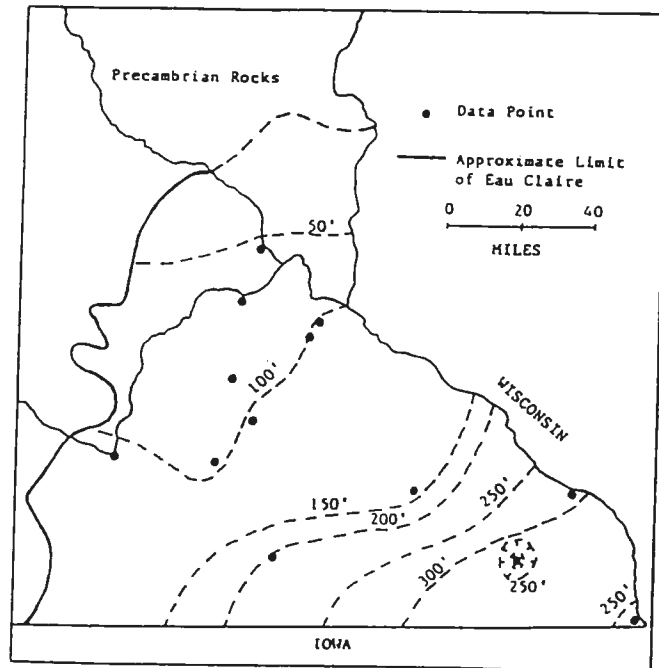 Precambrian Rocks
Data Point
Approximate Limit
of Eau Claire
0 20 40
MILES
50'
100'
WISCONSIN
150'
200'
250'
300'
250'
250'
IOWA